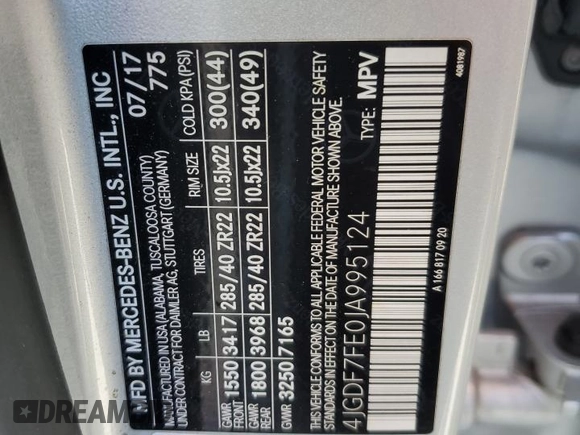 MFD BY MERCEDES-BENZ U.S. INTL., INC
MANUFACTURED IN USA (ALABAMA, TUSCALOOSA COUNTY)
CONSTRUCTED FOR DAIMLER AG, STUTTGART (GERMANY)
07/17
775
KG LB TIRES RIM SIZE COLD KPA (PSI)
GAWR FRONT 1550 3417 285/40 ZR22 10.5Jx22 300(44)
GAWR REAR 1800 3968 285/40 ZR22 10.5Jx22 340(49)
GVWR 3250 7165
THIS VEHICLE CONFORMS TO ALL APPLICABLE FEDERAL MOTOR VEHICLE SAFETY
STANDARDS IN EFFECT ON THE DATE OF MANUFACTURE SHOWN ABOVE.
4JGDF7FE0JA995124 TYPE: MPV
A 166 817 09 20
4081987
DEALERS